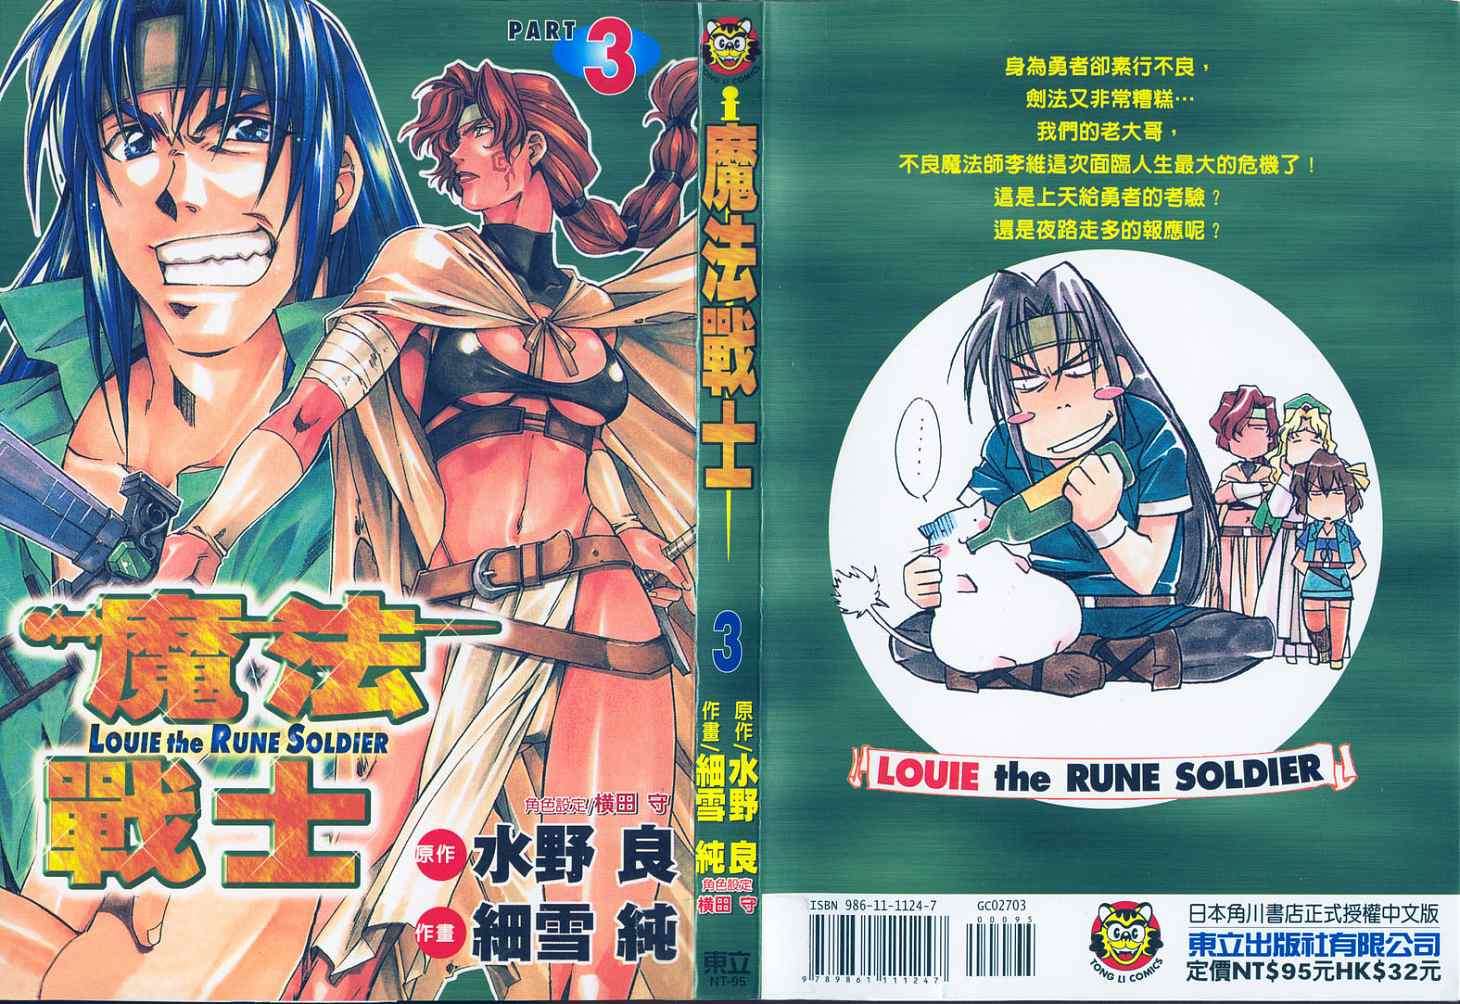 PART 3
魔法
LOUIE the RUNE SOLDIER
戰士
角色設定/橫田 守
原作 水野 良
作畫 細雪 純
TONG LI COMICS
魔法戰士
3
原作/水野 良
作畫/細雪 純
角色設定
橫田 守
東立
NT-95
身為勇者卻素行不良，
劍法又非常糟糕…
我們的老大哥，
不良魔法師李維這次面臨人生最大的危機了！
這是上天給勇者的考驗？
還是夜路走多的報應呢？
……
LOUIE the RUNE SOLDIER
ISBN 986-11-1124-7
GC02703
00095
9789861111247
TONG LI COMICS
日本角川書店正式授權中文版
東立出版社有限公司
定價NT$95元HK$32元